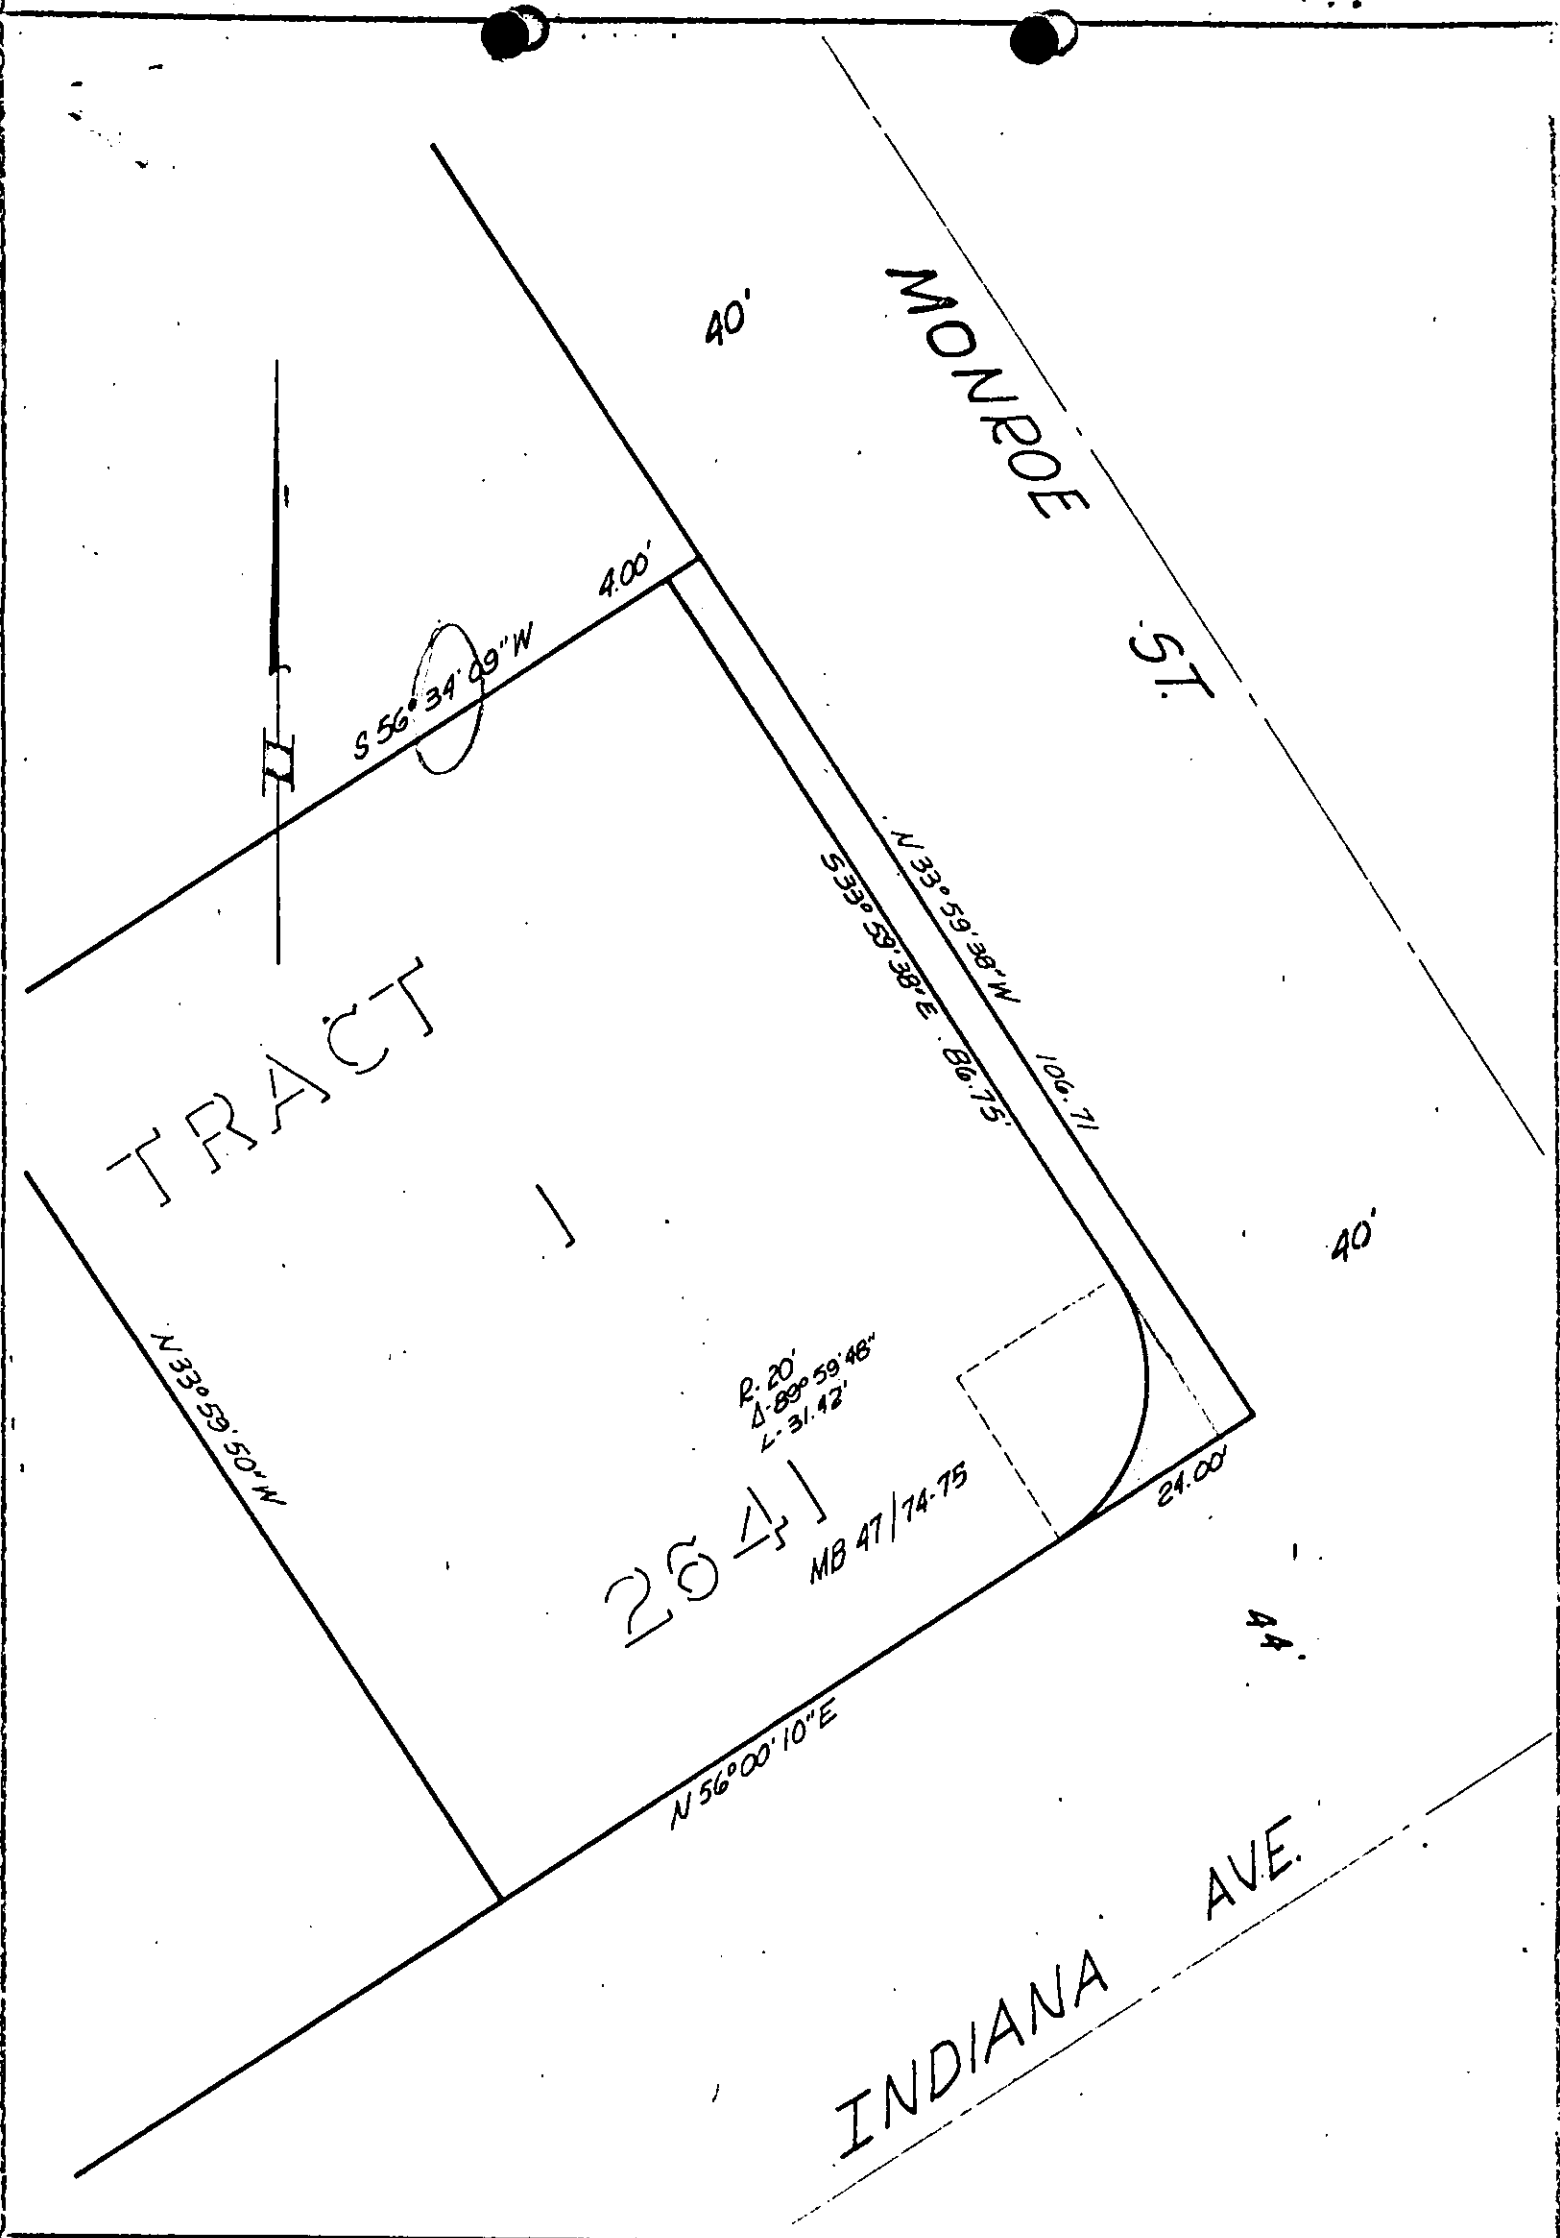 40'
MONROE
ST.
4.00'
S 56° 34' 09" W
N
N 33° 59' 38" W
106.71
S 33° 59' 38" E 86.75'
TRACT
1
40'
N 33° 59' 50" W
R- 20'
Δ- 89° 59' 48"
L- 31.42'
2641
MB 47/74-75
24.00'
44'
N 56° 00' 10" E
INDIANA AVE.